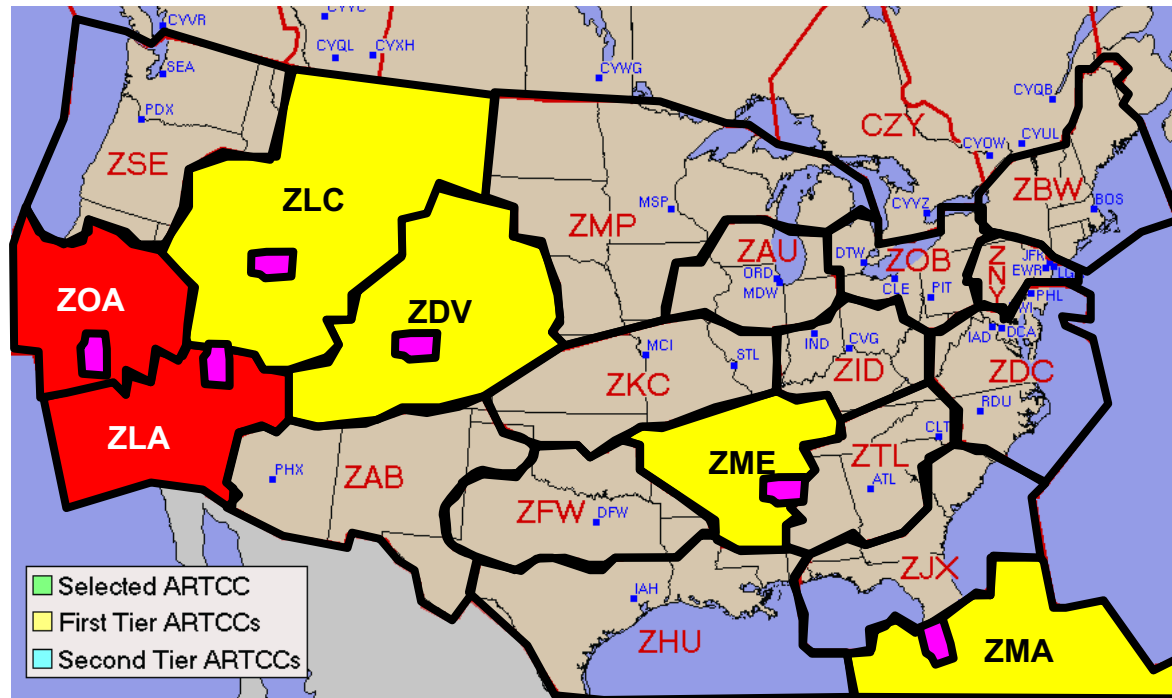 CYVR
CYYC
CYQL
CYXH
CYWG
CYQB
SEA
PDX
CZY
CYOW
CYUL
ZSE
ZLC
ZMP
MSP
CYYZ
ZBW
BOS
ZAU
ORD
MDW
DTW
ZOB
CLE
PIT
ZNY
JFK
EWR
PHL
ZOA
ZDV
MCI
STL
IND
CVG
ZID
IAD
DCA
ZDC
ZKC
RDU
ZLA
PHX
ZAB
ZME
CLT
ZTL
ATL
ZFW
DFW
ZJX
IAH
ZHU
ZMA
Selected ARTCC
First Tier ARTCCs
Second Tier ARTCCs